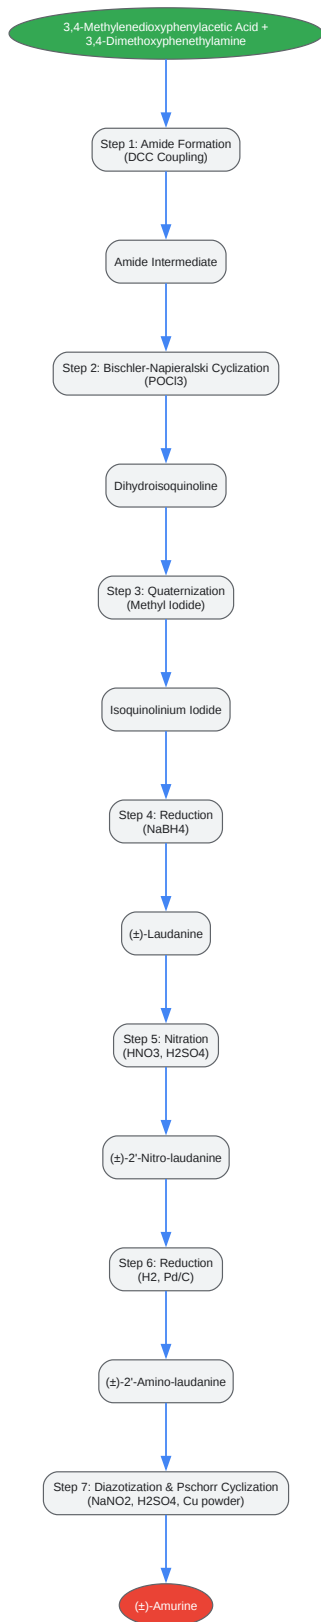 3,4-Methylenedioxyphenylacetic Acid +
3,4-Dimethoxyphenethylamine
Step 1: Amide Formation
(DCC Coupling)
Amide Intermediate
Step 2: Bischler-Napieralski Cyclization
(POCl3)
Dihydroisoquinoline
Step 3: Quaternization
(Methyl Iodide)
Isoquinolinium Iodide
Step 4: Reduction
(NaBH4)
(±)-Laudanine
Step 5: Nitration
(HNO3, H2SO4)
(±)-2'-Nitro-laudanine
Step 6: Reduction
(H2, Pd/C)
(±)-2'-Amino-laudanine
Step 7: Diazotization & Pschorr Cyclization
(NaNO2, H2SO4, Cu powder)
(±)-Amurine